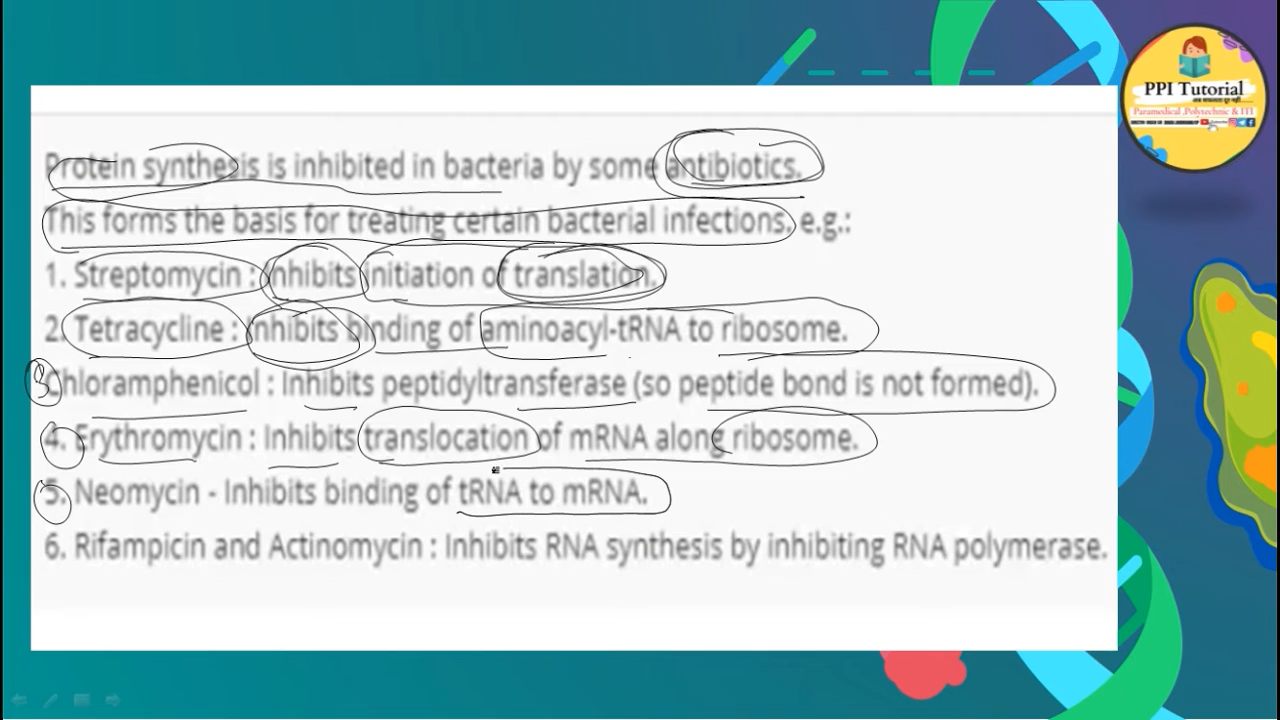 PPI Tutorial
Paramedical ,Polytechnic & ITI
Protein synthesis is inhibited in bacteria by some antibiotics.
This forms the basis for treating certain bacterial infections, e.g.:
1. Streptomycin : Inhibits initiation of translation.
2. Tetracycline : Inhibits binding of aminoacyl-tRNA to ribosome.
3. Chloramphenicol : Inhibits peptidyltransferase (so peptide bond is not formed).
4. Erythromycin : Inhibits translocation of mRNA along ribosome.
5. Neomycin - Inhibits binding of tRNA to mRNA.
6. Rifampicin and Actinomycin : Inhibits RNA synthesis by inhibiting RNA polymerase.